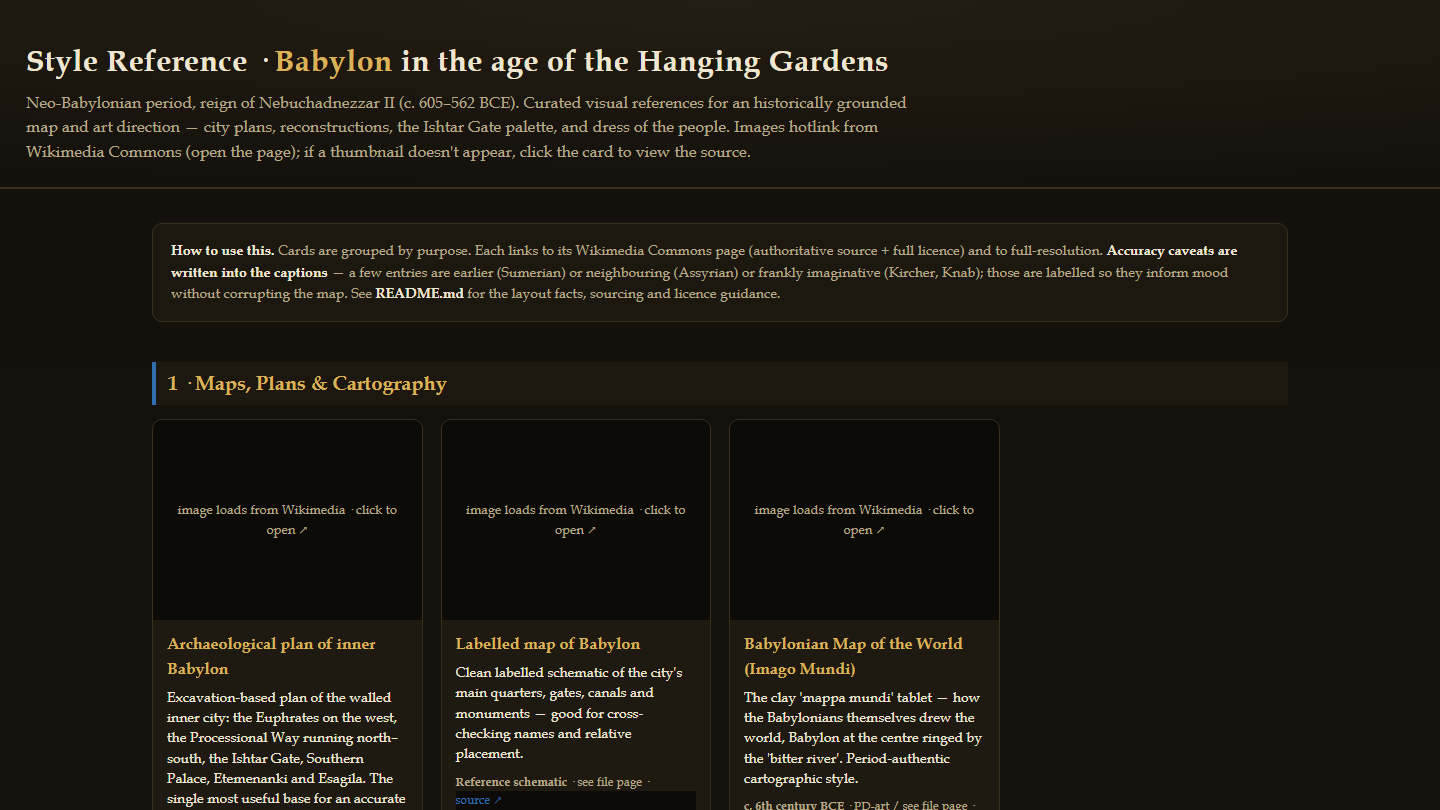 Style Reference · Babylon in the age of the Hanging Gardens
Neo-Babylonian period, reign of Nebuchadnezzar II (c. 605–562 BCE). Curated visual references for an historically grounded
map and art direction — city plans, reconstructions, the Ishtar Gate palette, and dress of the people. Images hotlink from
Wikimedia Commons (open the page); if a thumbnail doesn't appear, click the card to view the source.
How to use this. Cards are grouped by purpose. Each links to its Wikimedia Commons page (authoritative source + full licence) and to full-resolution. Accuracy caveats are
written into the captions — a few entries are earlier (Sumerian) or neighbouring (Assyrian) or frankly imaginative (Kircher, Knab); those are labelled so they inform mood
without corrupting the map. See README.md for the layout facts, sourcing and licence guidance.
1 · Maps, Plans & Cartography
image loads from Wikimedia · click to
open ↗
Archaeological plan of inner
Babylon
Excavation-based plan of the walled
inner city: the Euphrates on the west,
the Processional Way running north–
south, the Ishtar Gate, Southern
Palace, Etemenanki and Esagila. The
single most useful base for an accurate
image loads from Wikimedia · click to
open ↗
Labelled map of Babylon
Clean labelled schematic of the city's
main quarters, gates, canals and
monuments — good for cross-
checking names and relative
placement.
Reference schematic · see file page ·
source ↗
image loads from Wikimedia · click to
open ↗
Babylonian Map of the World
(Imago Mundi)
The clay 'mappa mundi' tablet — how
the Babylonians themselves drew the
world, Babylon at the centre ringed by
the 'bitter river'. Period-authentic
cartographic style.
c. 6th century BCE · PD-art / see file page ·